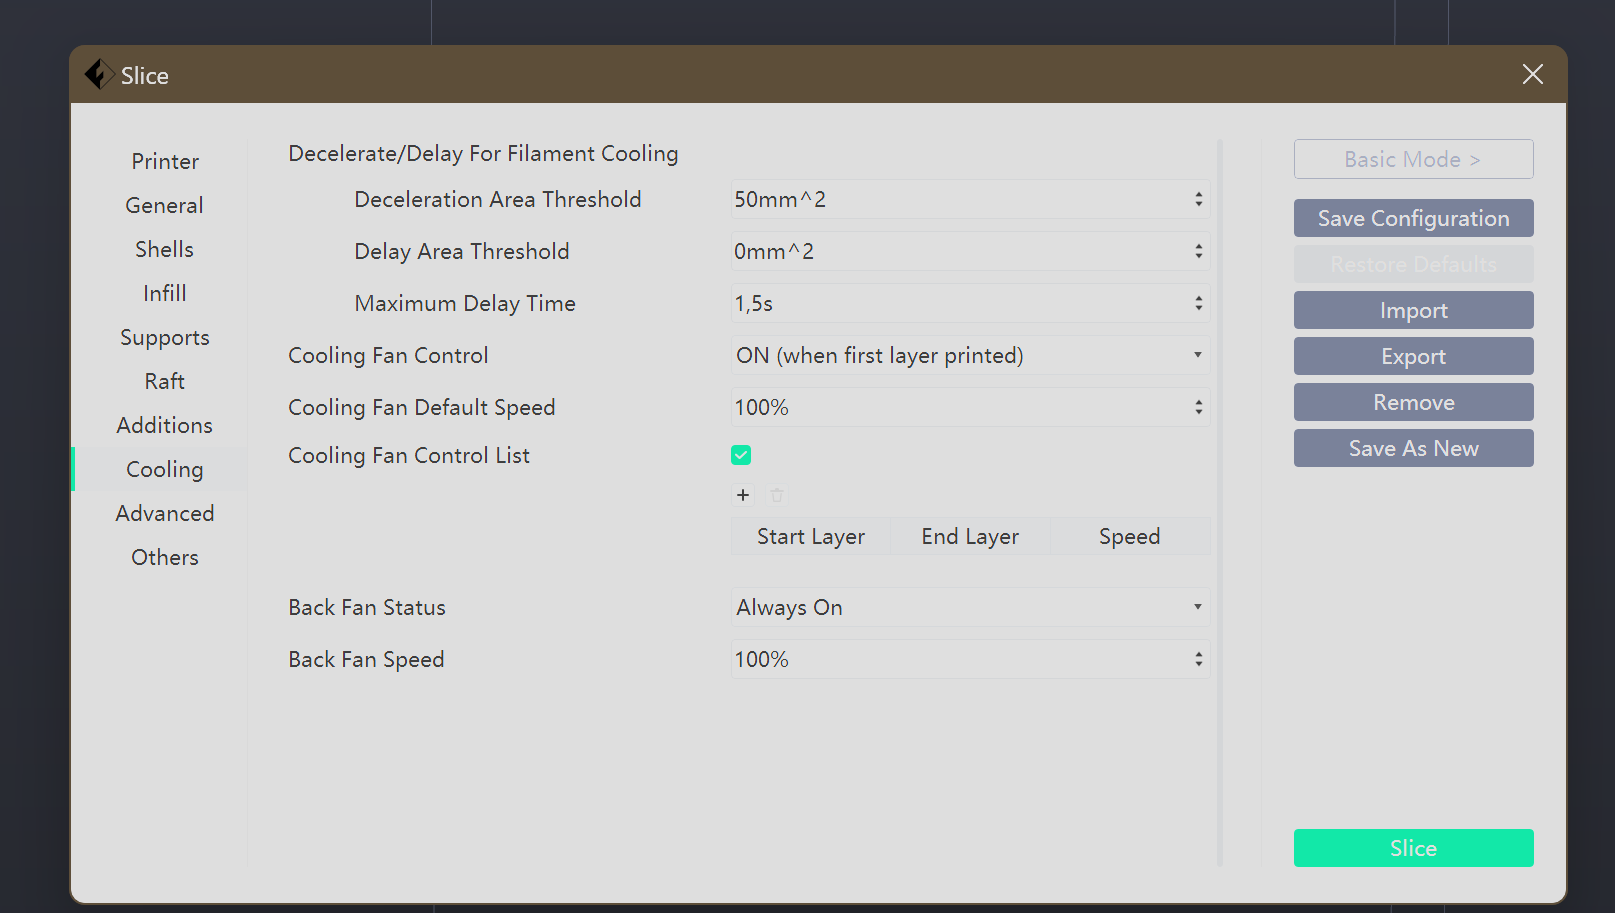 Slice
Printer
General
Shells
Infill
Supports
Raft
Additions
Cooling
Advanced
Others
Decelerate/Delay For Filament Cooling
Deceleration Area Threshold 50mm^2
Delay Area Threshold 0mm^2
Maximum Delay Time 1,5s
Cooling Fan Control ON (when first layer printed)
Cooling Fan Default Speed 100%
Cooling Fan Control List
Start Layer End Layer Speed
Back Fan Status Always On
Back Fan Speed 100%
Basic Mode >
Save Configuration
Restore Defaults
Import
Export
Remove
Save As New
Slice